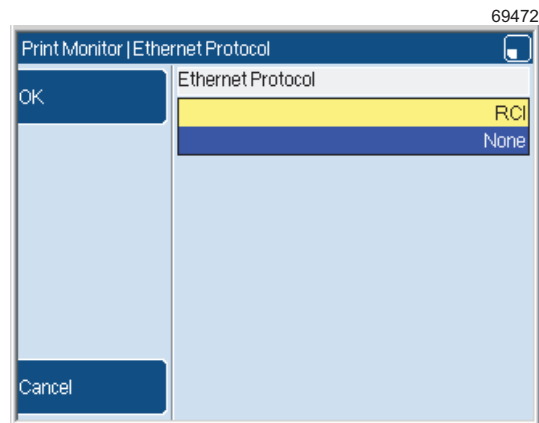 69472
Print Monitor | Ethernet Protocol
OK
Ethernet Protocol
RCI
None
Cancel